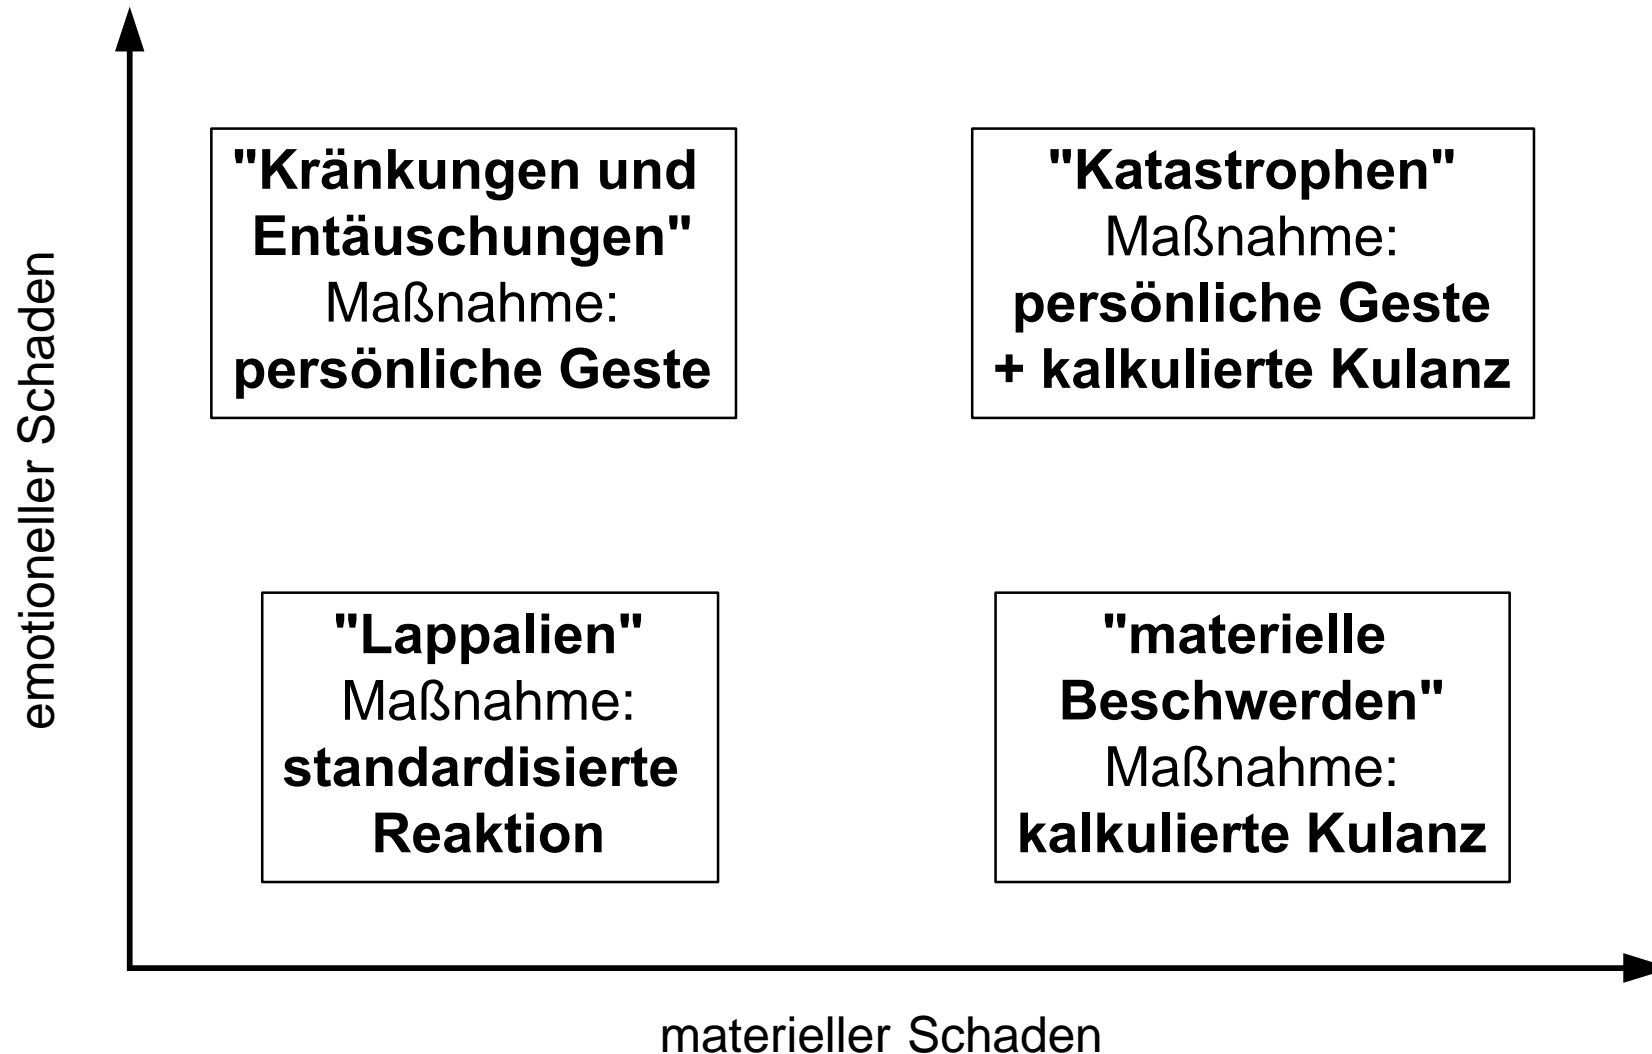 emotioneller Schaden
"Kränkungen und
Entäuschungen"
Maßnahme:
persönliche Geste
"Katastrophen"
Maßnahme:
persönliche Geste
+ kalkulierte Kulanz
"Lappalien"
Maßnahme:
standardisierte
Reaktion
"materielle
Beschwerden"
Maßnahme:
kalkulierte Kulanz
materieller Schaden